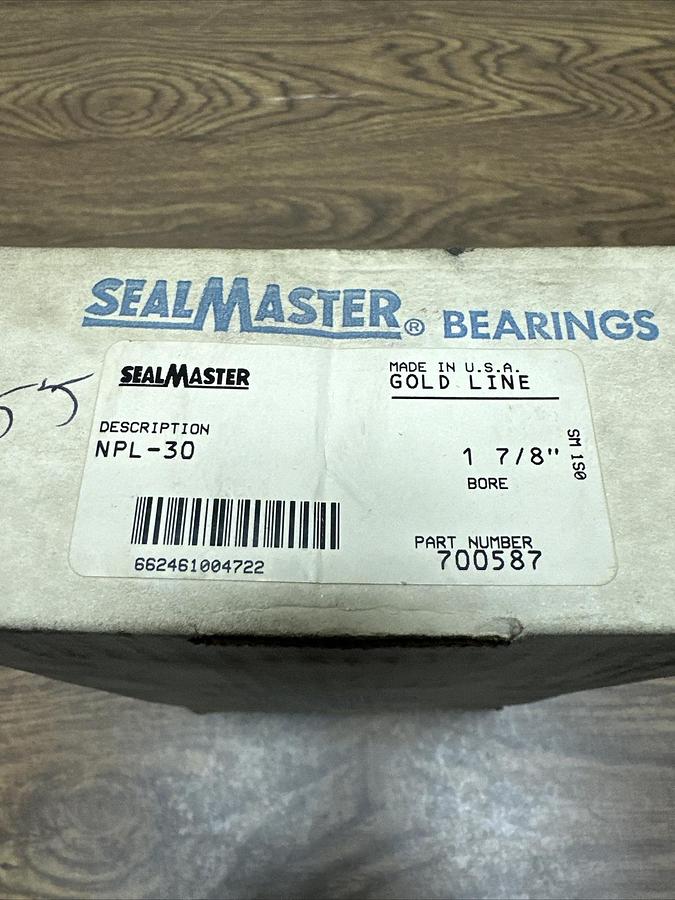 SEALMASTER® BEARINGS
55
SEALMASTER
MADE IN U.S.A.
GOLD LINE
DESCRIPTION
NPL-30
1 7/8"
BORE
SM 1S0
662461004722
PART NUMBER
700587